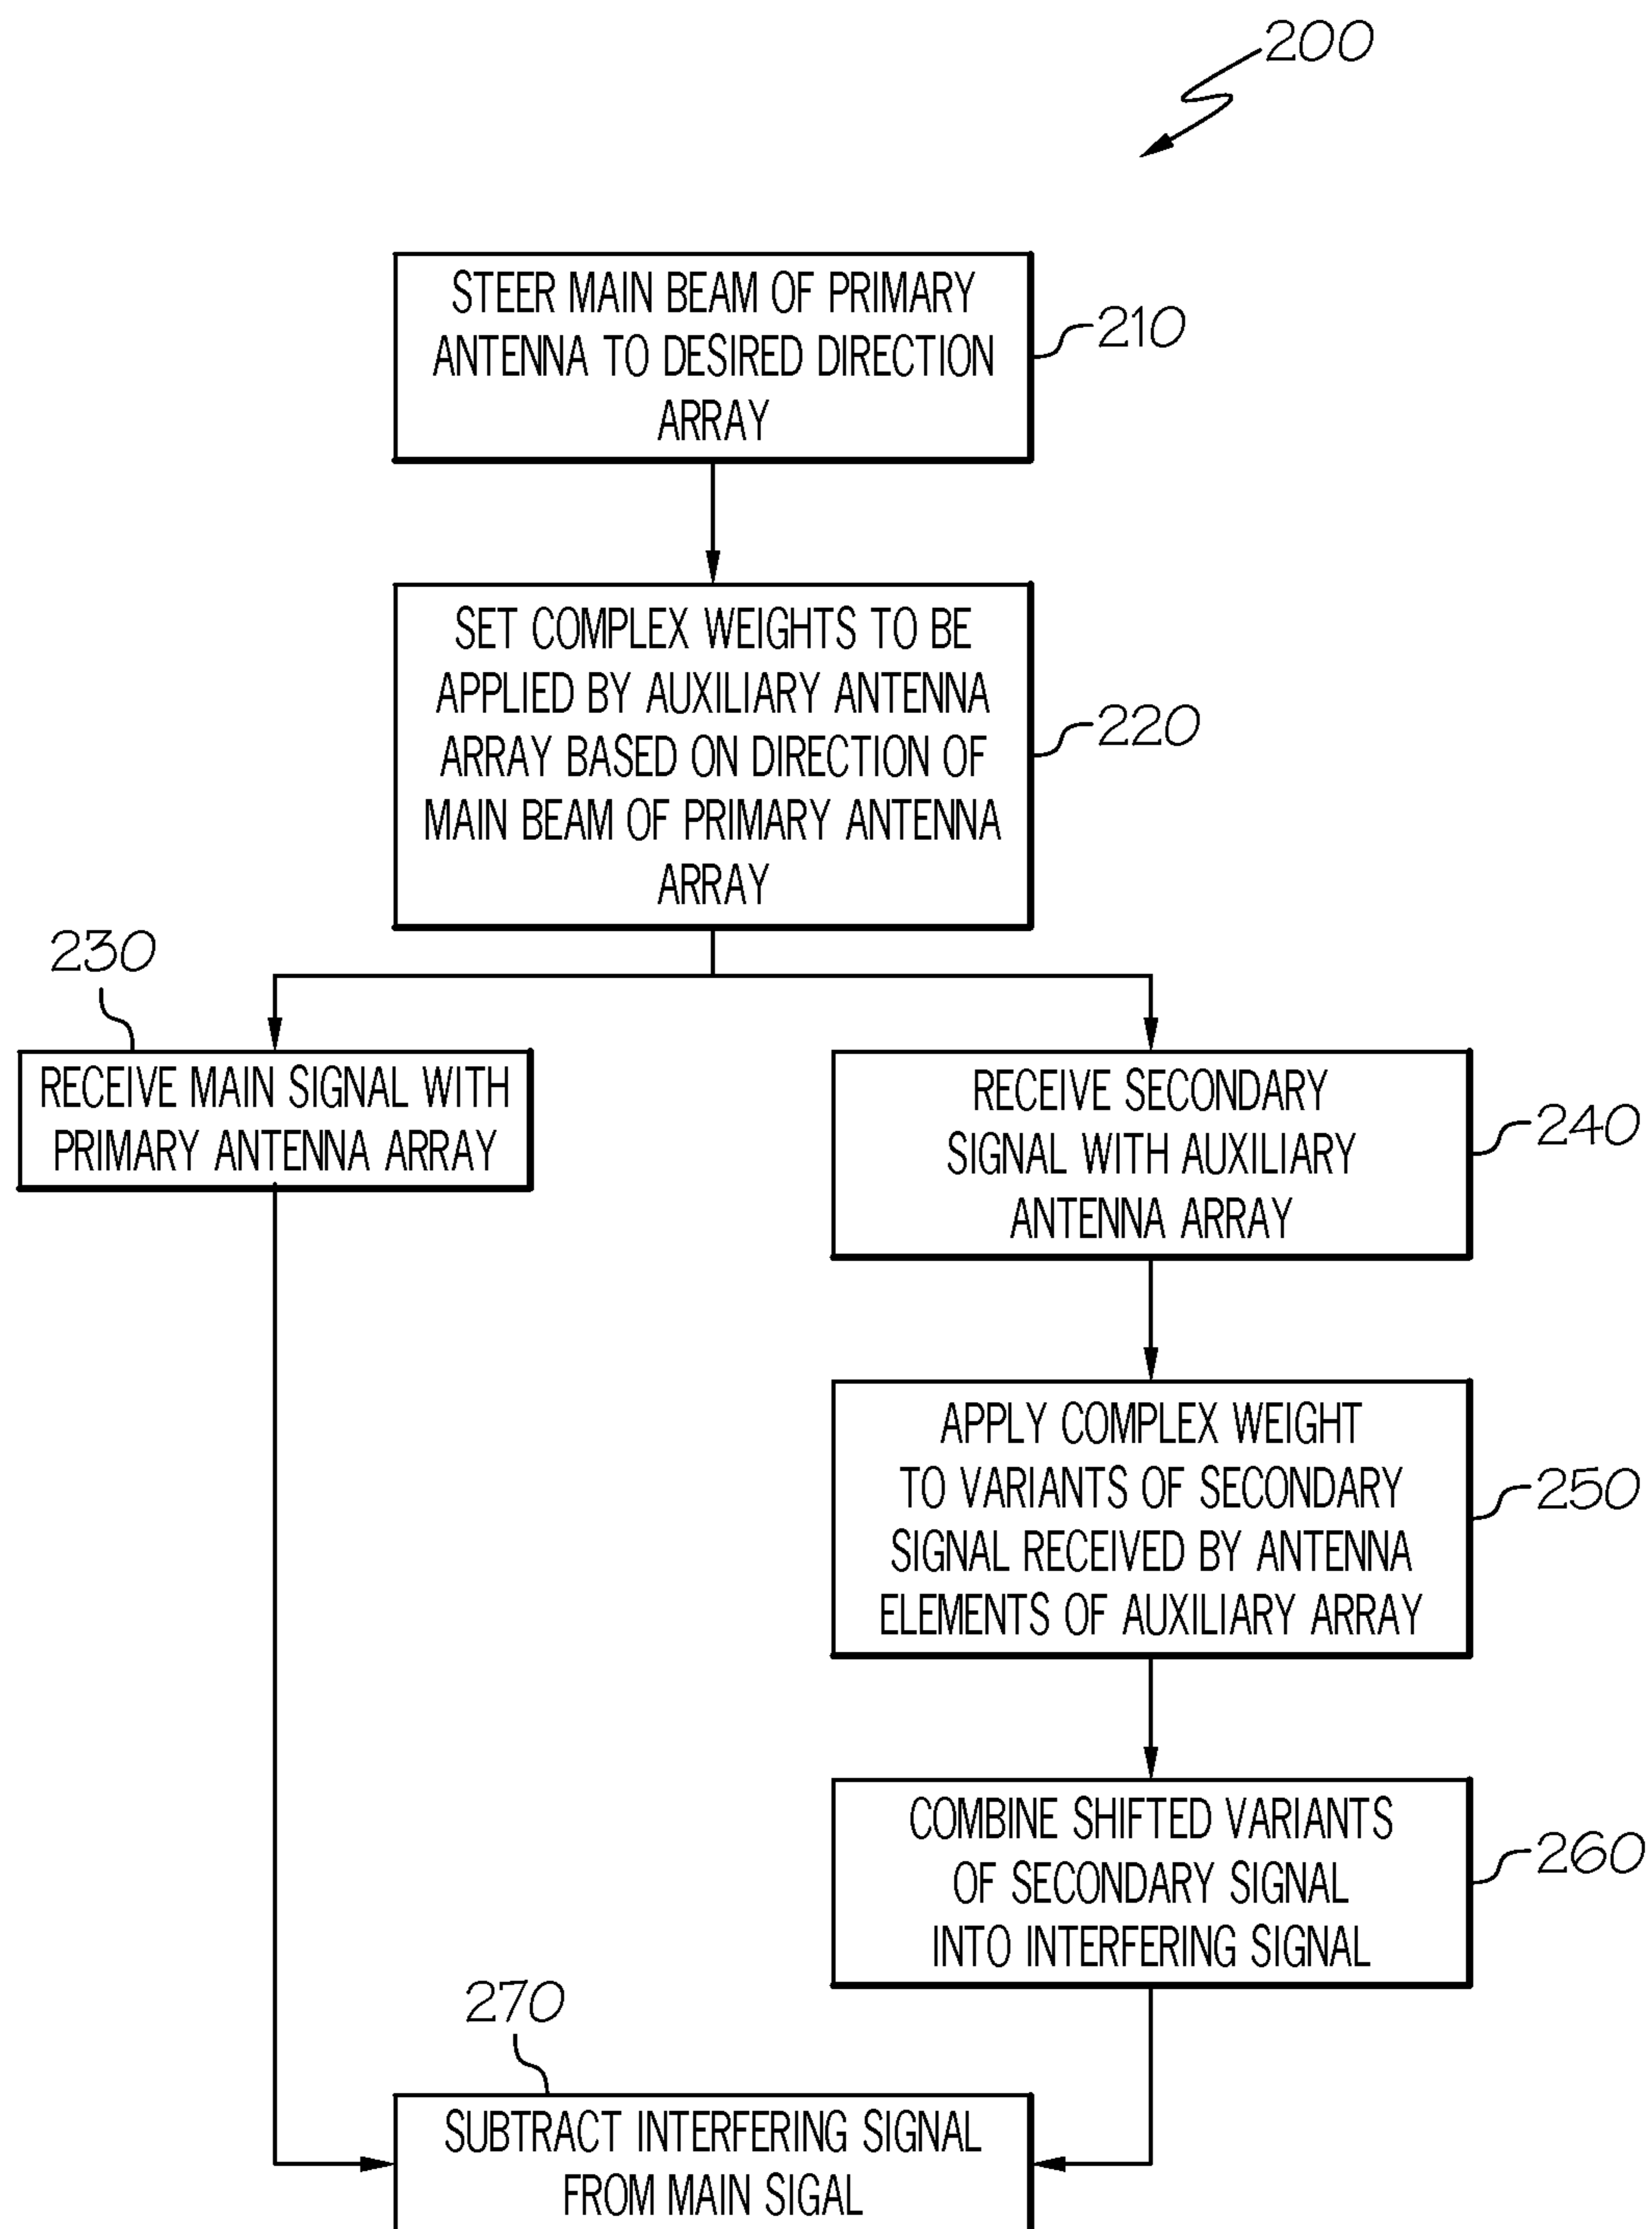 200
STEER MAIN BEAM OF PRIMARY
ANTENNA TO DESIRED DIRECTION
ARRAY
210
SET COMPLEX WEIGHTS TO BE
APPLIED BY AUXILIARY ANTENNA
ARRAY BASED ON DIRECTION OF
MAIN BEAM OF PRIMARY ANTENNA
ARRAY
220
230
RECEIVE MAIN SIGNAL WITH
PRIMARY ANTENNA ARRAY
RECEIVE SECONDARY
SIGNAL WITH AUXILIARY
ANTENNA ARRAY
240
APPLY COMPLEX WEIGHT
TO VARIANTS OF SECONDARY
SIGNAL RECEIVED BY ANTENNA
ELEMENTS OF AUXILIARY ARRAY
250
COMBINE SHIFTED VARIANTS
OF SECONDARY SIGNAL
INTO INTERFERING SIGNAL
260
270
SUBTRACT INTERFERING SIGNAL
FROM MAIN SIGAL